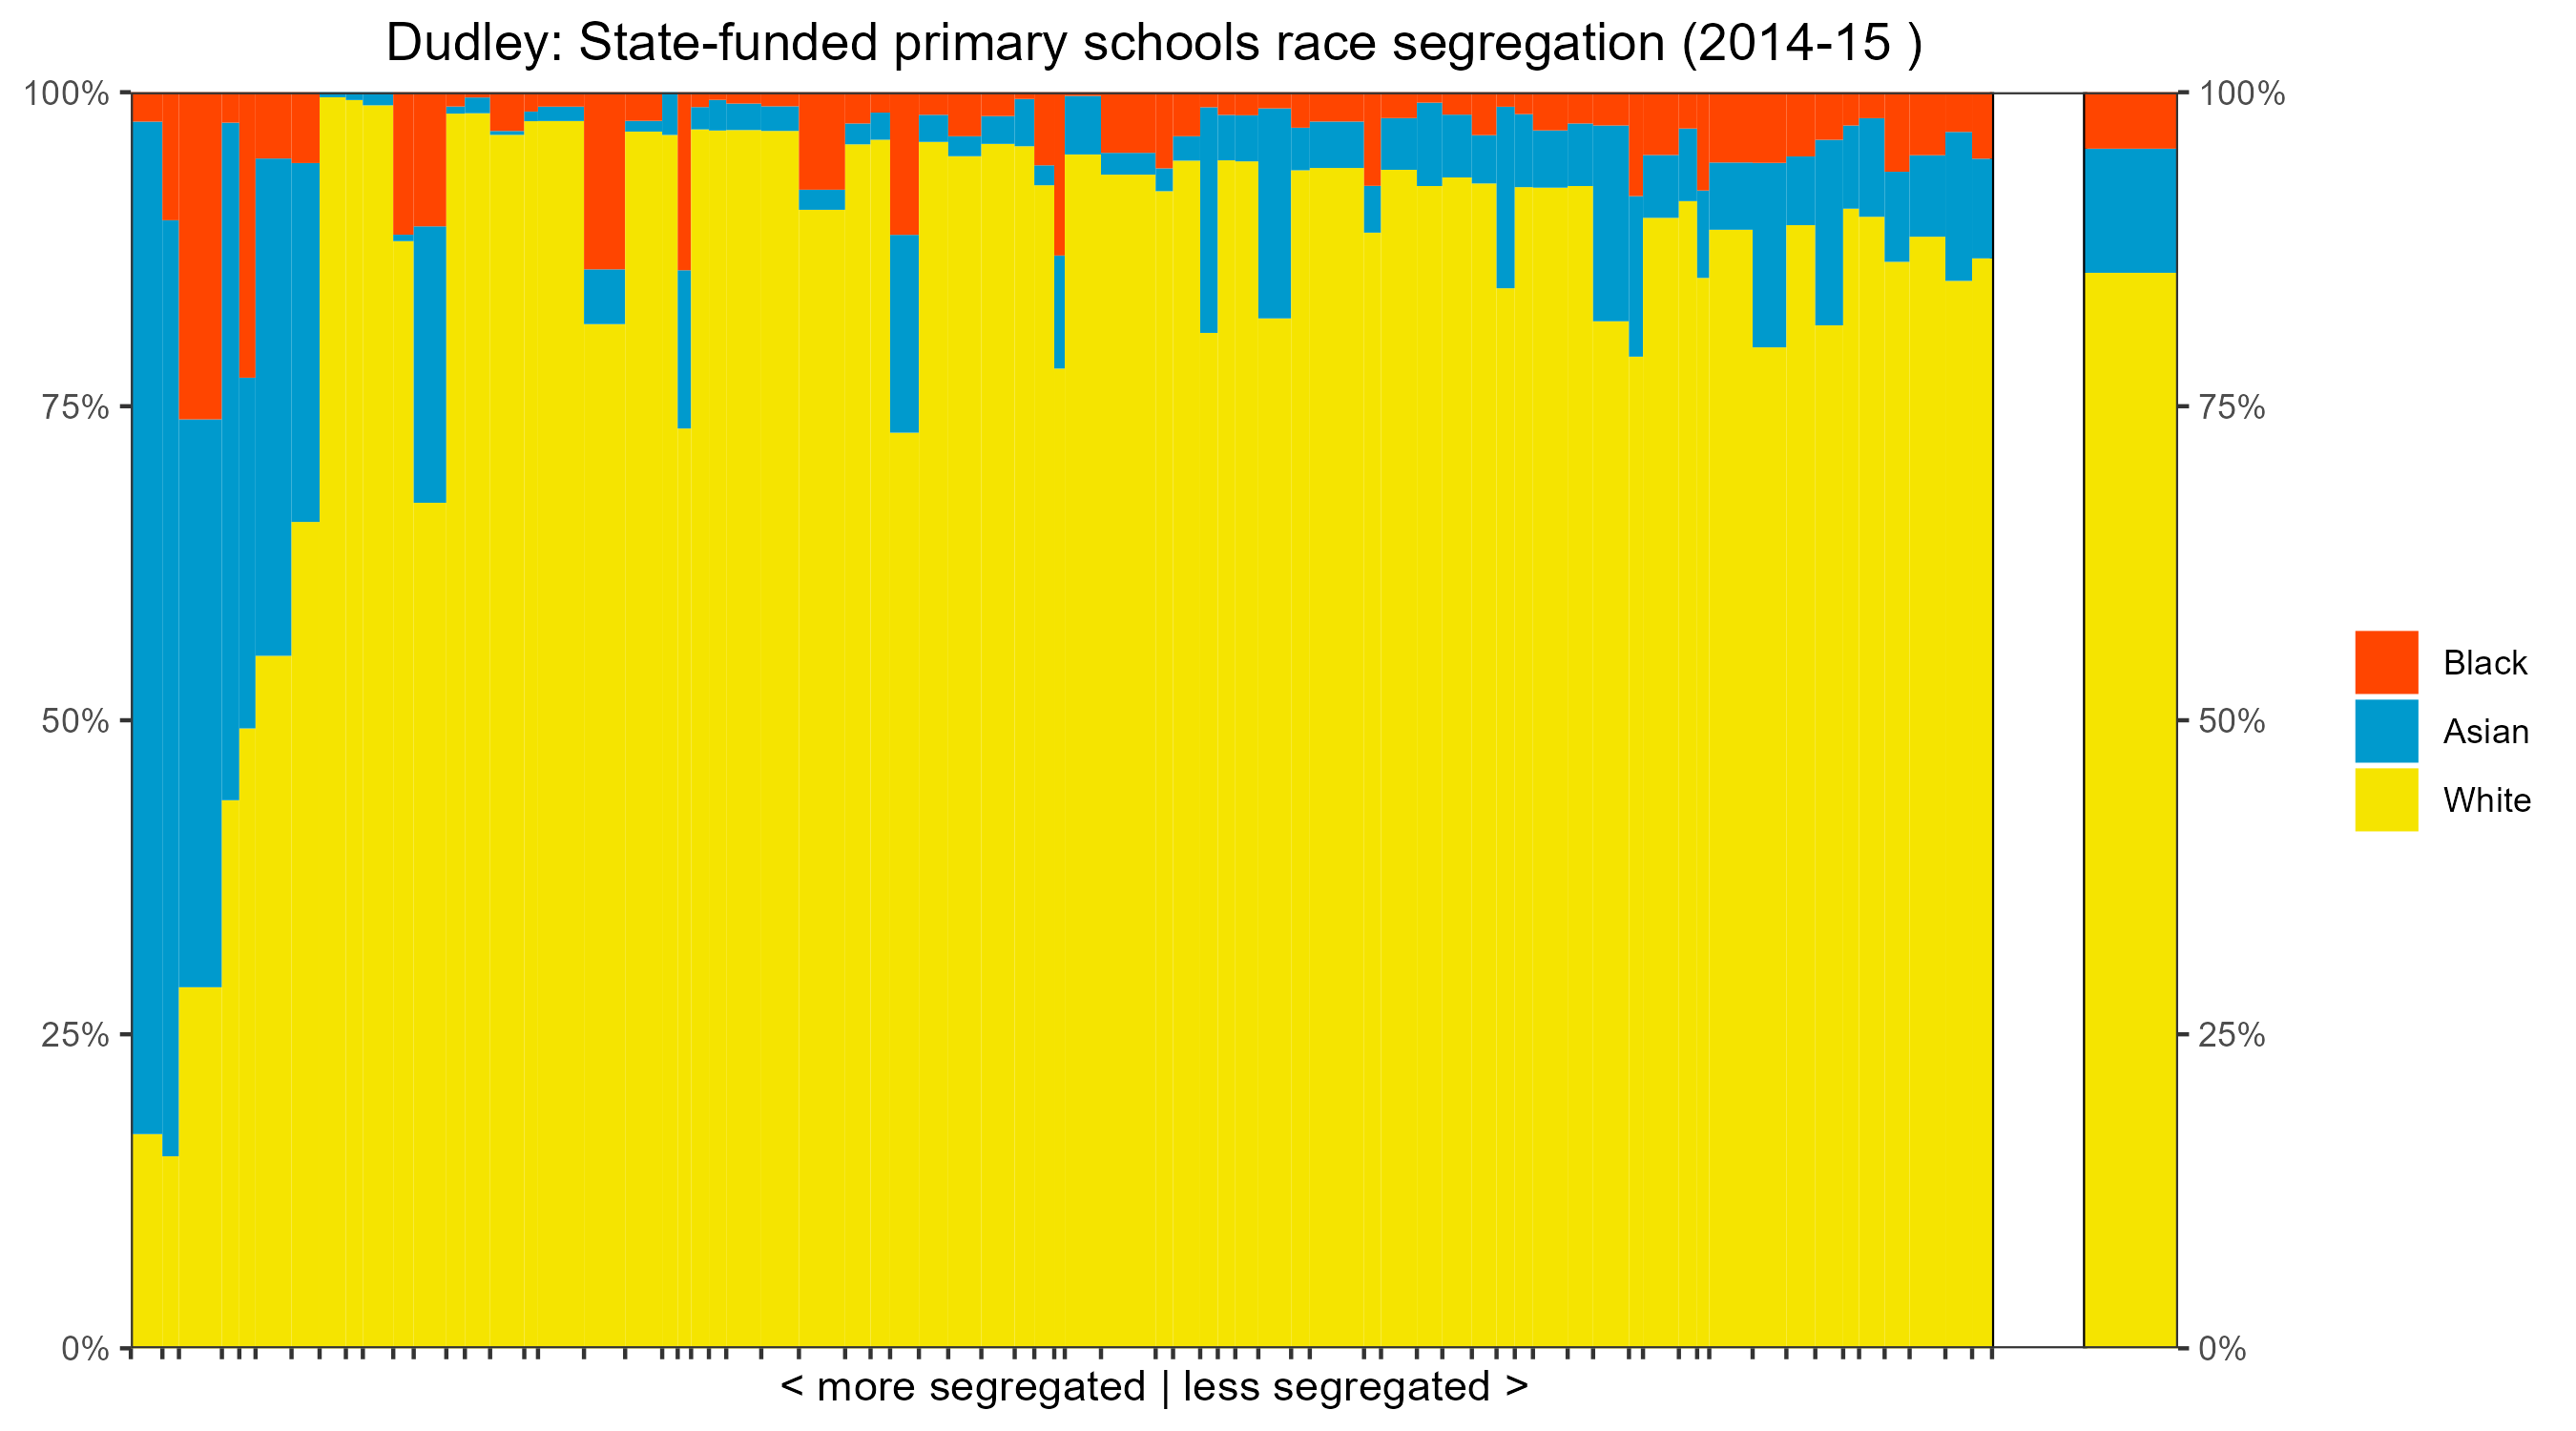 Dudley: State-funded primary schools race segregation (2014-15 )
100%
75%
50%
25%
0%
100%
75%
50%
25%
0%
Black
Asian
White
< more segregated | less segregated >